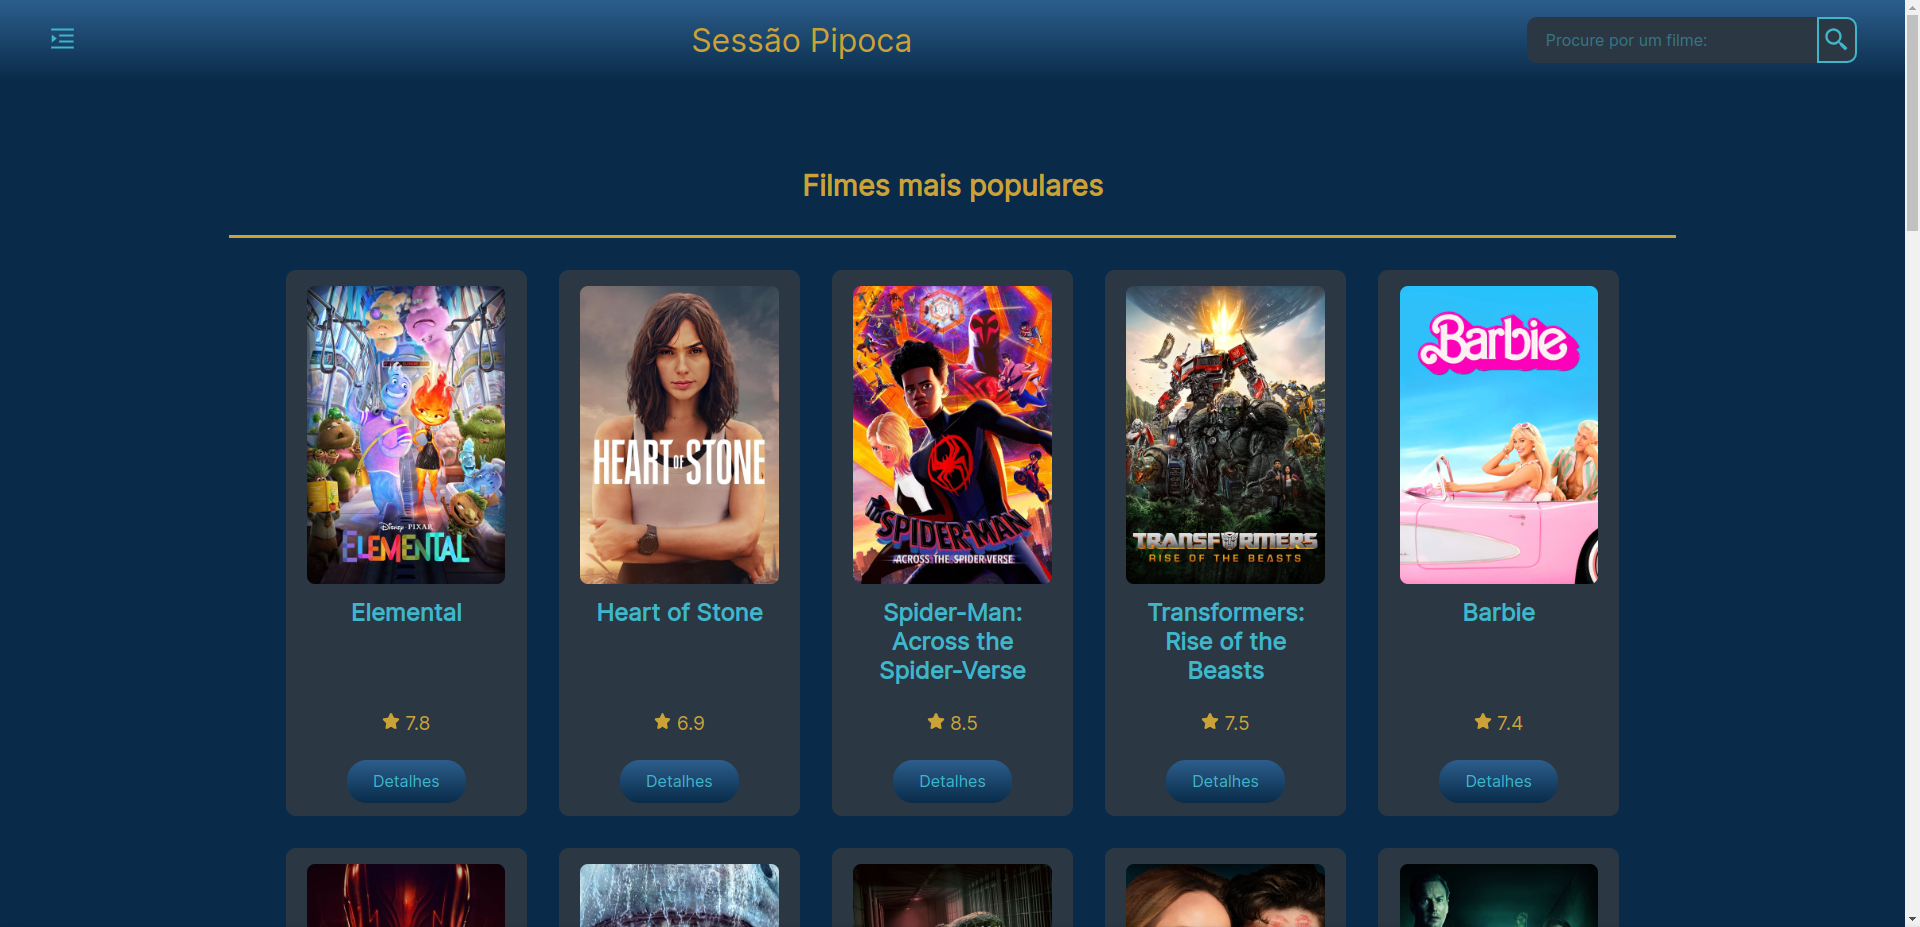 Sessão Pipoca
Procure por um filme:
Filmes mais populares
Disney PIXAR
ELEMENTAL
HEART OF STONE
SPIDER-MAN
ACROSS THE SPIDER-VERSE
TRANSFORMERS
RISE OF THE BEASTS
Barbie
Elemental
Heart of Stone
Spider-Man:
Across the
Spider-Verse
Transformers:
Rise of the
Beasts
Barbie
7.8
6.9
8.5
7.5
7.4
Detalhes
Detalhes
Detalhes
Detalhes
Detalhes